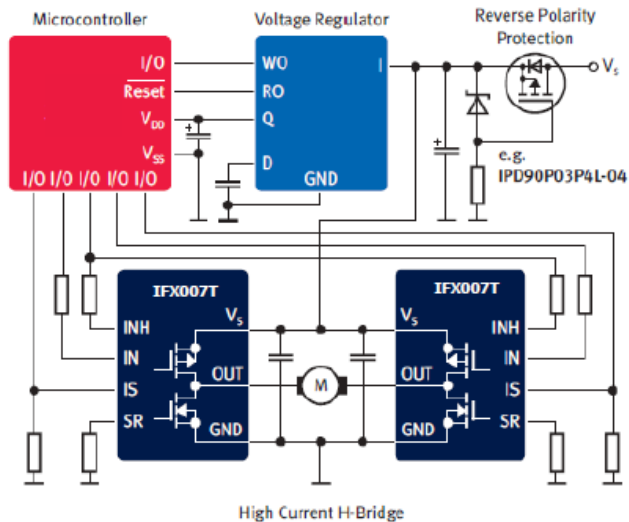 Microcontroller
Voltage Regulator
Reverse Polarity
Protection
I/O
WO
I
Vs
Reset
RO
VDD
Q
Vss
D
GND
I/O I/O I/O I/O I/O
e.g.
IPD90P03P4L-04
IFX007T
IFX007T
Vs
Vs
INH
INH
IN
IN
OUT
M
OUT
IS
IS
SR
SR
GND
GND
High Current H-Bridge